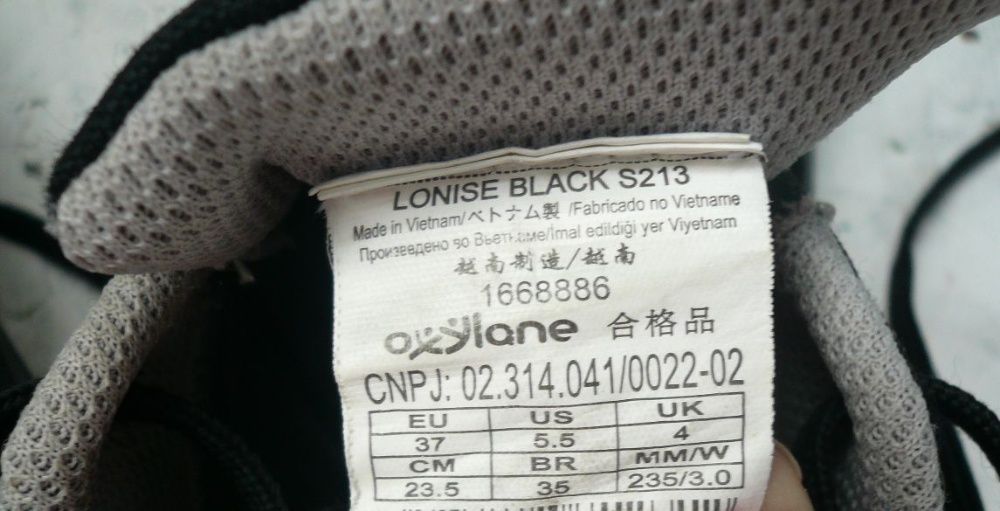 LONISE BLACK S213
Made in Vietnam/ベトナム製 /Fabricado no Vietname
Произведено во Вьетнаме/Imal edildiği yer Viyetnam
越南制造/越南
1668886
oxylane 合格品
CNPJ: 02.314.041/0022-02
EU US UK
37 5.5 4
CM BR MM/W
23.5 35 235/3.0